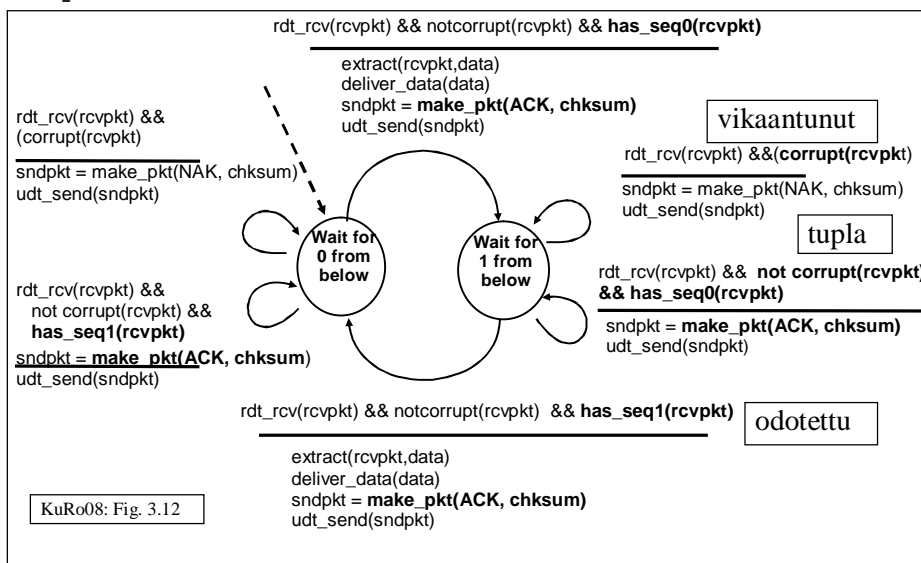 rdt_rcv(rcvpkt) && notcorrupt(rcvpkt) && has_seq0(rcvpkt)
extract(rcvpkt,data)
deliver_data(data)
sndpkt = make_pkt(ACK, chksum)
udt_send(sndpkt)
rdt_rcv(rcvpkt) &&
(corrupt(rcvpkt)
sndpkt = make_pkt(NAK, chksum)
udt_send(sndpkt)
vikaantunut
rdt_rcv(rcvpkt) &&(corrupt(rcvpkt)
sndpkt = make_pkt(NAK, chksum)
udt_send(sndpkt)
tupla
Wait for
0 from
below
Wait for
1 from
below
rdt_rcv(rcvpkt) && not corrupt(rcvpkt)
&& has_seq0(rcvpkt)
sndpkt = make_pkt(ACK, chksum)
udt_send(sndpkt)
rdt_rcv(rcvpkt) &&
not corrupt(rcvpkt) &&
has_seq1(rcvpkt)
sndpkt = make_pkt(ACK, chksum)
udt_send(sndpkt)
rdt_rcv(rcvpkt) && notcorrupt(rcvpkt) && has_seq1(rcvpkt)
odotettu
extract(rcvpkt,data)
deliver_data(data)
sndpkt = make_pkt(ACK, chksum)
udt_send(sndpkt)
KuRo08: Fig. 3.12